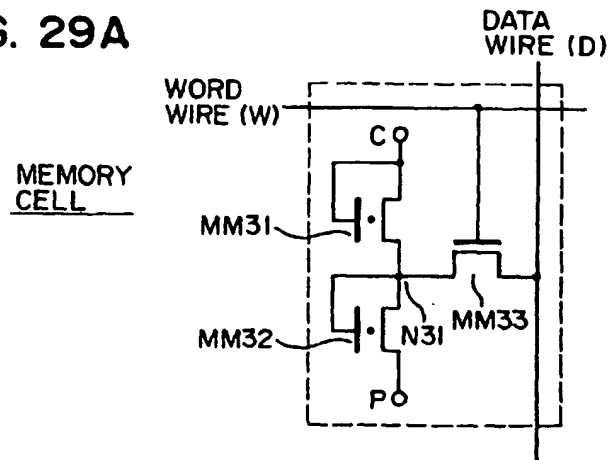 G. 29A
DATA
WIRE (D)
WORD
WIRE (W)
C
MEMORY
CELL
MM31
MM32
N31
MM33
P